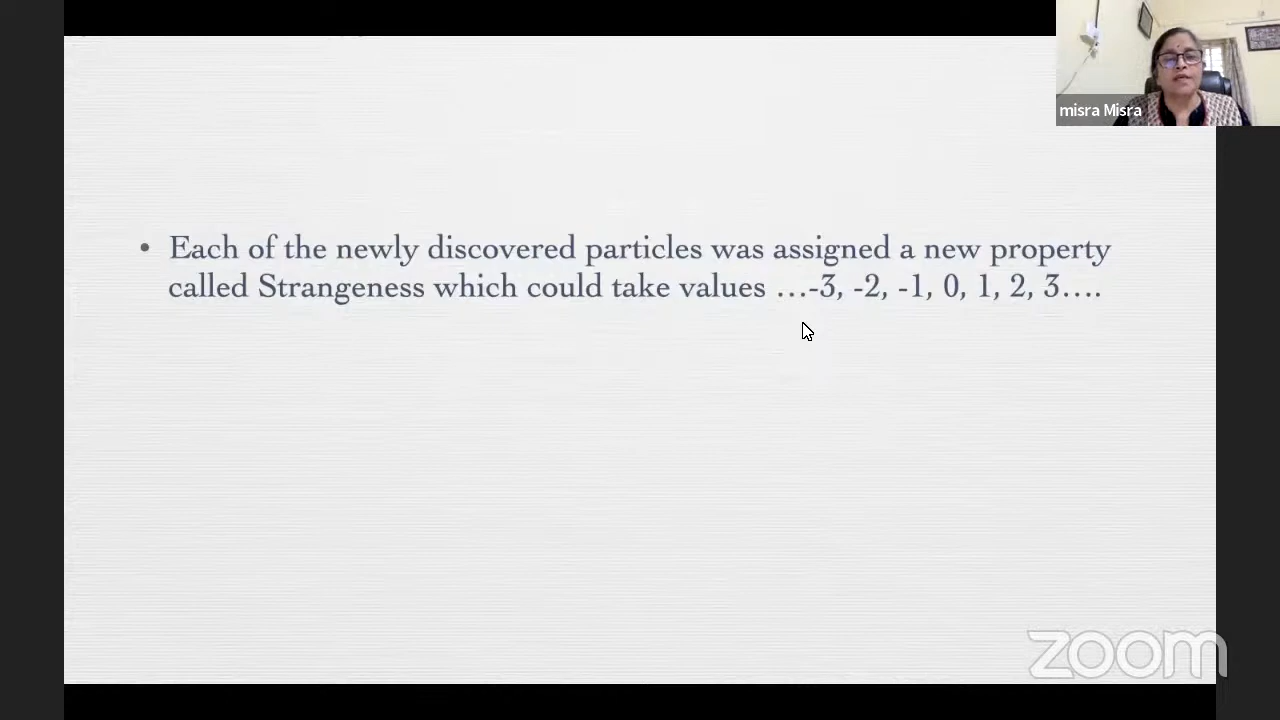 misra Misra
• Each of the newly discovered particles was assigned a new property
called Strangeness which could take values …-3, -2, -1, 0, 1, 2, 3….
zoom